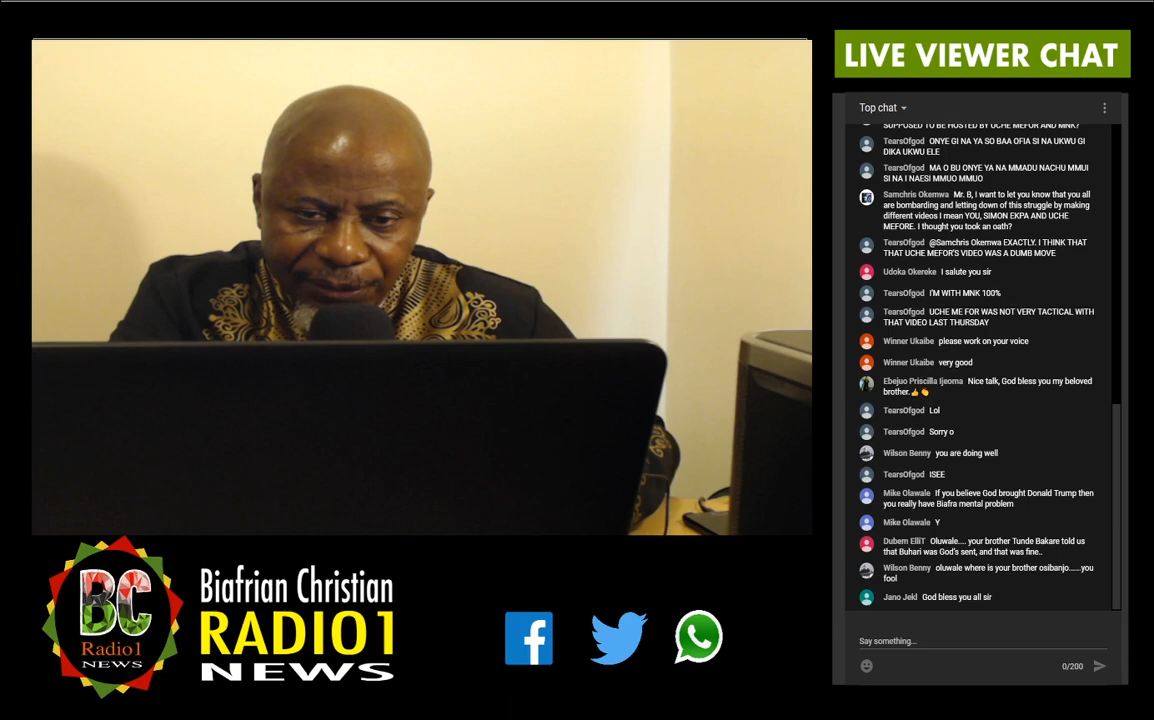 LIVE VIEWER CHAT
Top chat
SUPPOSED TO BE HOSTED BY UCHE MEFOR AND MNK?
TearsOfgod ONYE GI NA YA SO BAA OFIA SI NA UKWU GI
DIKA UKWU ELE
TearsOfgod MA O BU ONYE YA NA MMADU NACHU MMUI
SI NA I NAESI MMUO MMUO
Samchris Okemwa Mr. B, I want to let you know that you all
are bombarding and letting down of this struggle by making
different videos I mean YOU, SIMON EKPA AND UCHE
MEFORE. I thought you took an oath?
TearsOfgod @Samchris Okemwa EXACTLY. I THINK THAT
THAT UCHE MEFOR'S VIDEO WAS A DUMB MOVE
Udoka Okereke I salute you sir
TearsOfgod I'M WITH MNK 100%
TearsOfgod UCHE ME FOR WAS NOT VERY TACTICAL WITH
THAT VIDEO LAST THURSDAY
Winner Ukaibe please work on your voice
Winner Ukaibe very good
Ebejuo Priscilla Ijeoma Nice talk, God bless you my beloved
brother.👍👏
TearsOfgod Lol
TearsOfgod Sorry o
Wilson Benny you are doing well
TearsOfgod ISEE
Mike Olawale If you believe God brought Donald Trump then
you really have Biafra mental problem
Mike Olawale Y
Dubem ElliT Oluwale.... your brother Tunde Bakare told us
that Buhari was God's sent, and that was fine..
Wilson Benny oluwale where is your brother osibanjo......you
fool
Jano Jeld God bless you all sir
Say something...
0/200
BC
Radio1
NEWS
Biafrian Christian
RADIO1
NEWS